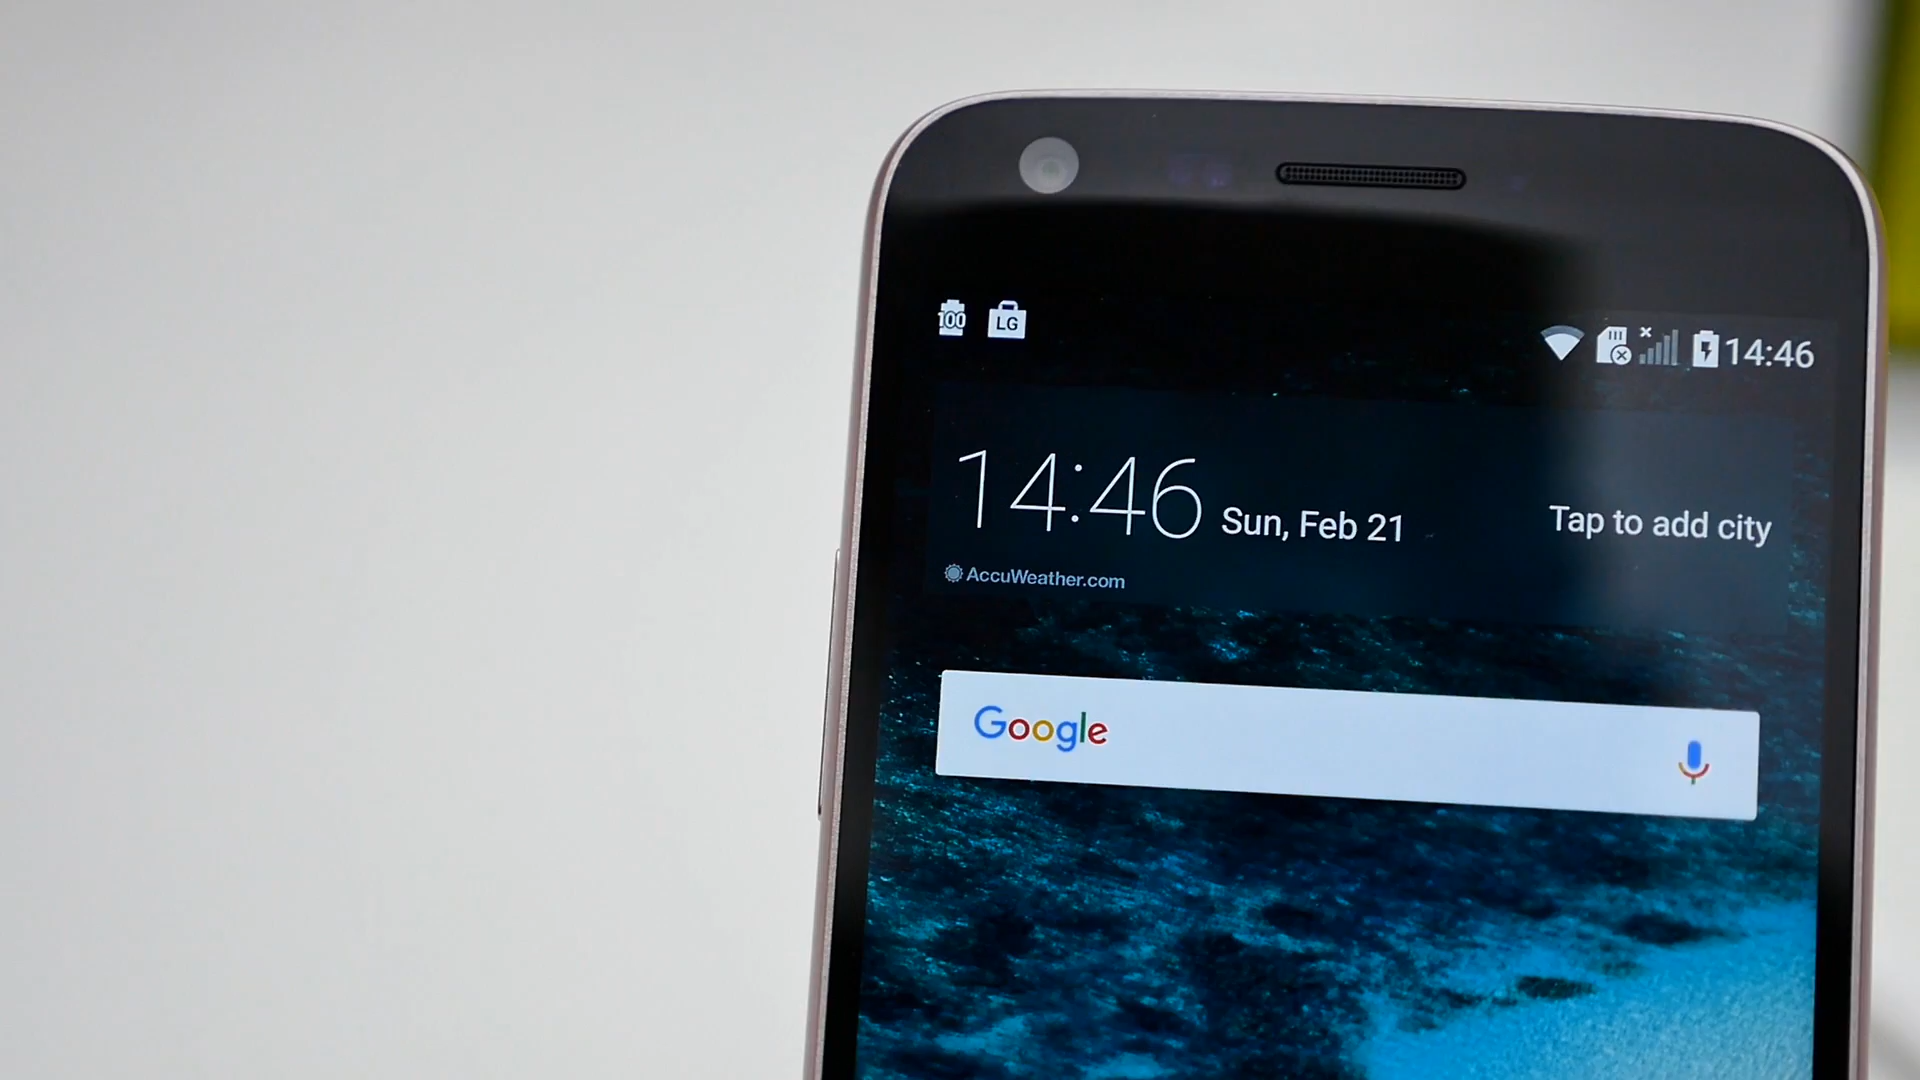 100 LG
14:46
14:46 Sun, Feb 21 Tap to add city
AccuWeather.com
Google